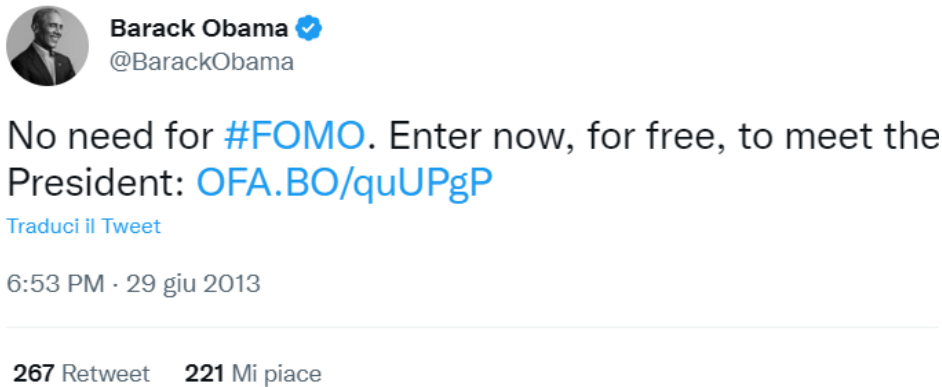 Barack Obama
@BarackObama
No need for #FOMO. Enter now, for free, to meet the
President: OFA.BO/quUPgP
Traduci il Tweet
6:53 PM · 29 giu 2013
267 Retweet 221 Mi piace